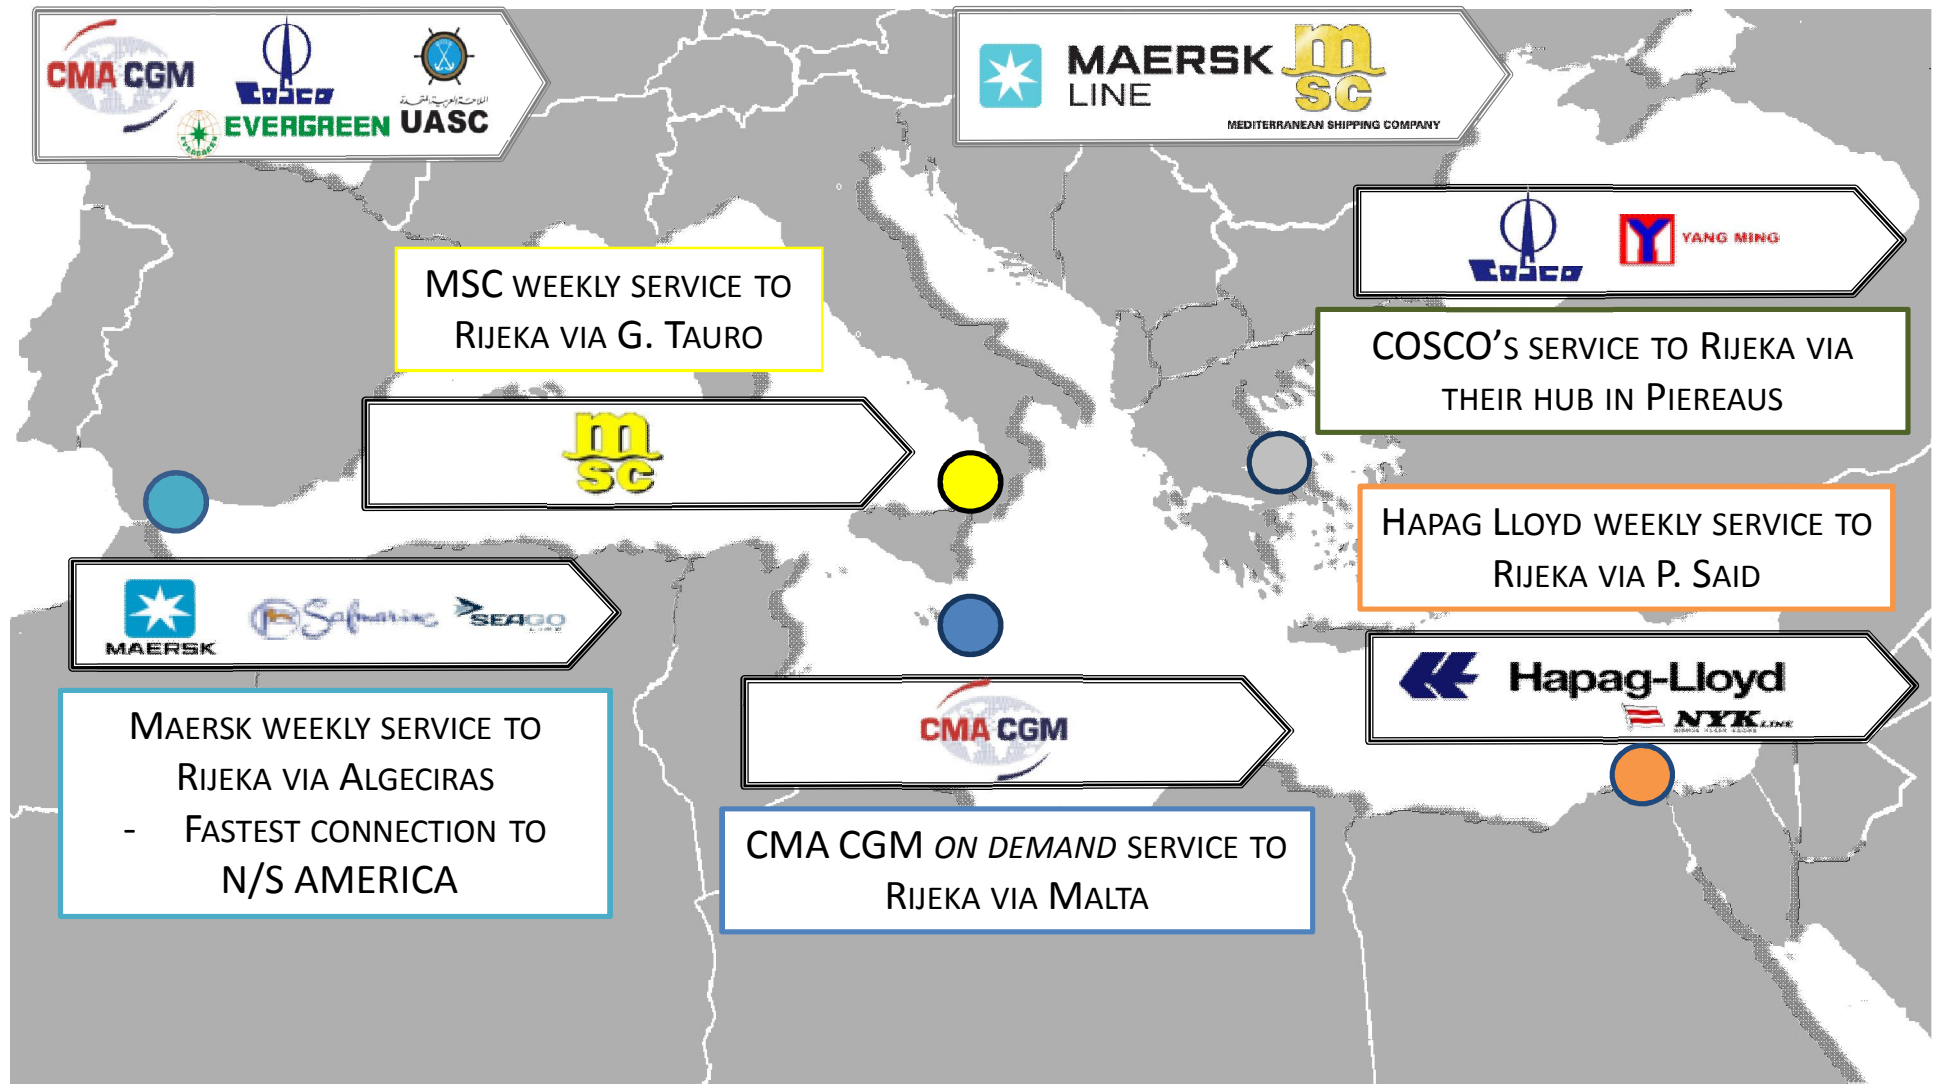 CMA CGM
COSCO
EVERGREEN
UASC
MAERSK
LINE
MSC
MEDITERRANEAN SHIPPING COMPANY
COSCO
YANG MING
MSC WEEKLY SERVICE TO
RIJEKA VIA G. TAURO
COSCO'S SERVICE TO RIJEKA VIA
THEIR HUB IN PIEREAUS
MSC
HAPAG LLOYD WEEKLY SERVICE TO
RIJEKA VIA P. SAID
MAERSK
Safmarine
SEAGO
Hapag-Lloyd
NYK LINE
MAERSK WEEKLY SERVICE TO
RIJEKA VIA ALGECIRAS
- FASTEST CONNECTION TO
N/S AMERICA
CMA CGM
CMA CGM ON DEMAND SERVICE TO
RIJEKA VIA MALTA